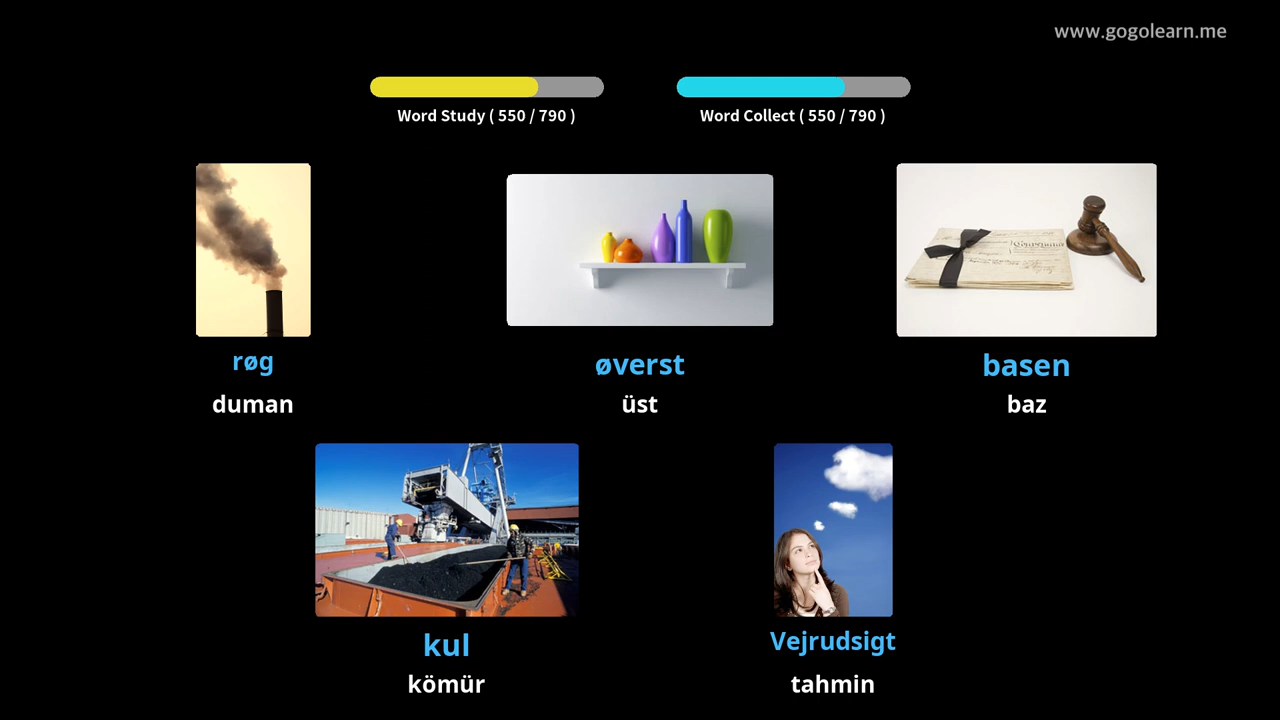 www.gogolearn.me
Word Study ( 550 / 790 )
Word Collect ( 550 / 790 )
røg
duman
øverst
üst
basen
baz
kul
kömür
Vejrudsigt
tahmin